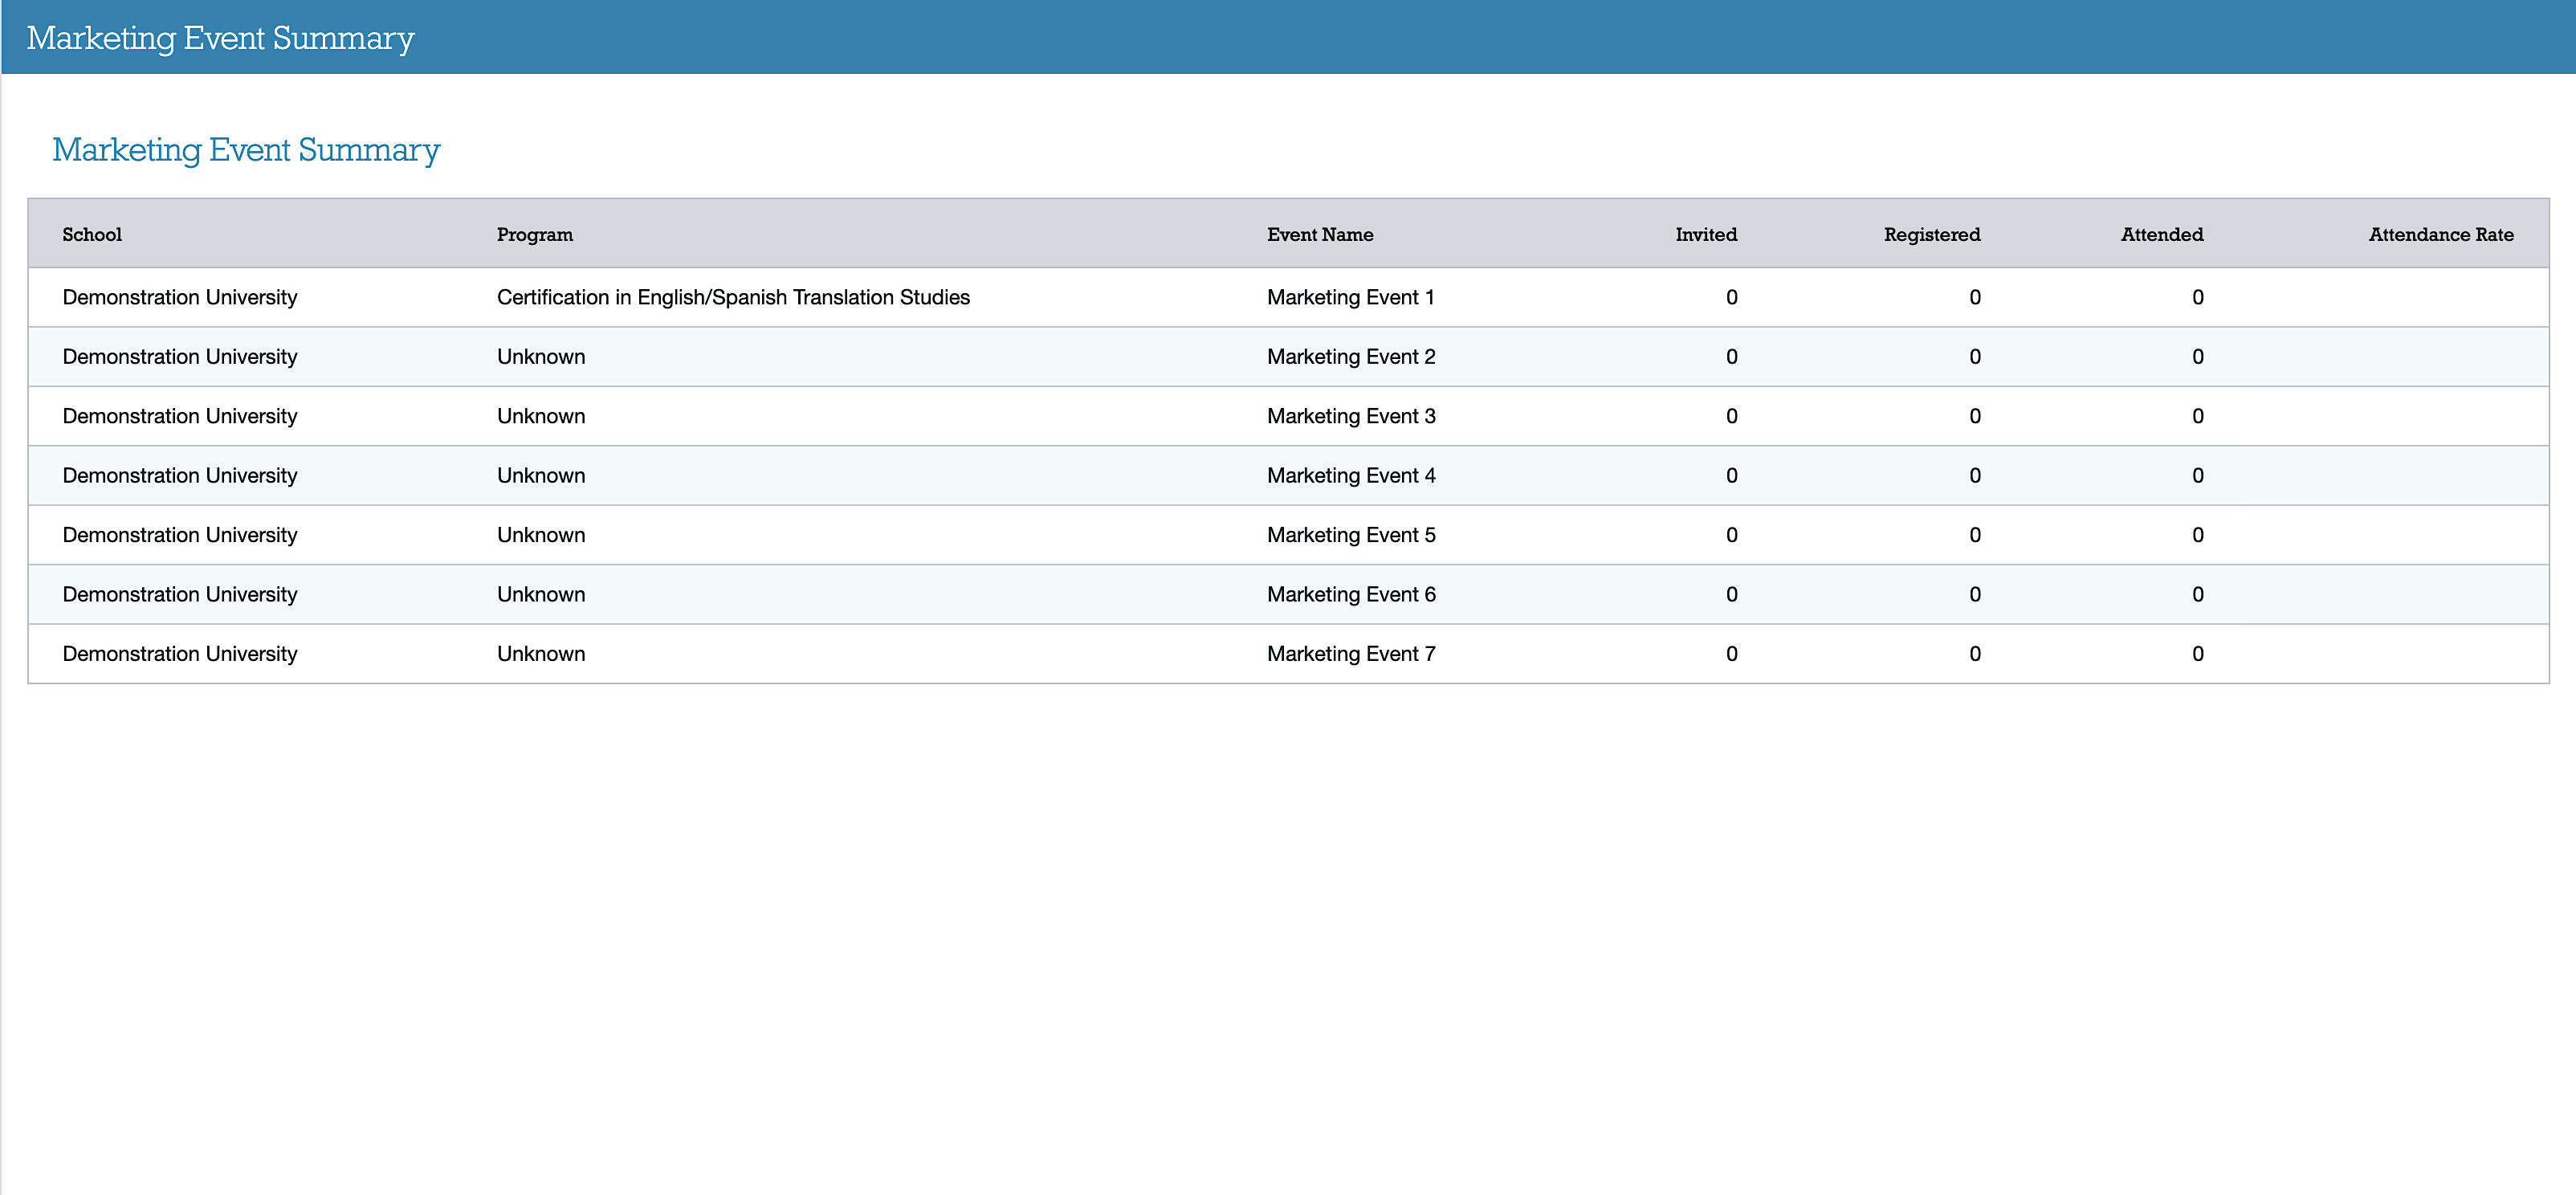 Marketing Event Summary
Marketing Event Summary
School Program Event Name Invited Registered Attended Attendance Rate
Demonstration University Certification in English/Spanish Translation Studies Marketing Event 1 0 0 0
Demonstration University Unknown Marketing Event 2 0 0 0
Demonstration University Unknown Marketing Event 3 0 0 0
Demonstration University Unknown Marketing Event 4 0 0 0
Demonstration University Unknown Marketing Event 5 0 0 0
Demonstration University Unknown Marketing Event 6 0 0 0
Demonstration University Unknown Marketing Event 7 0 0 0